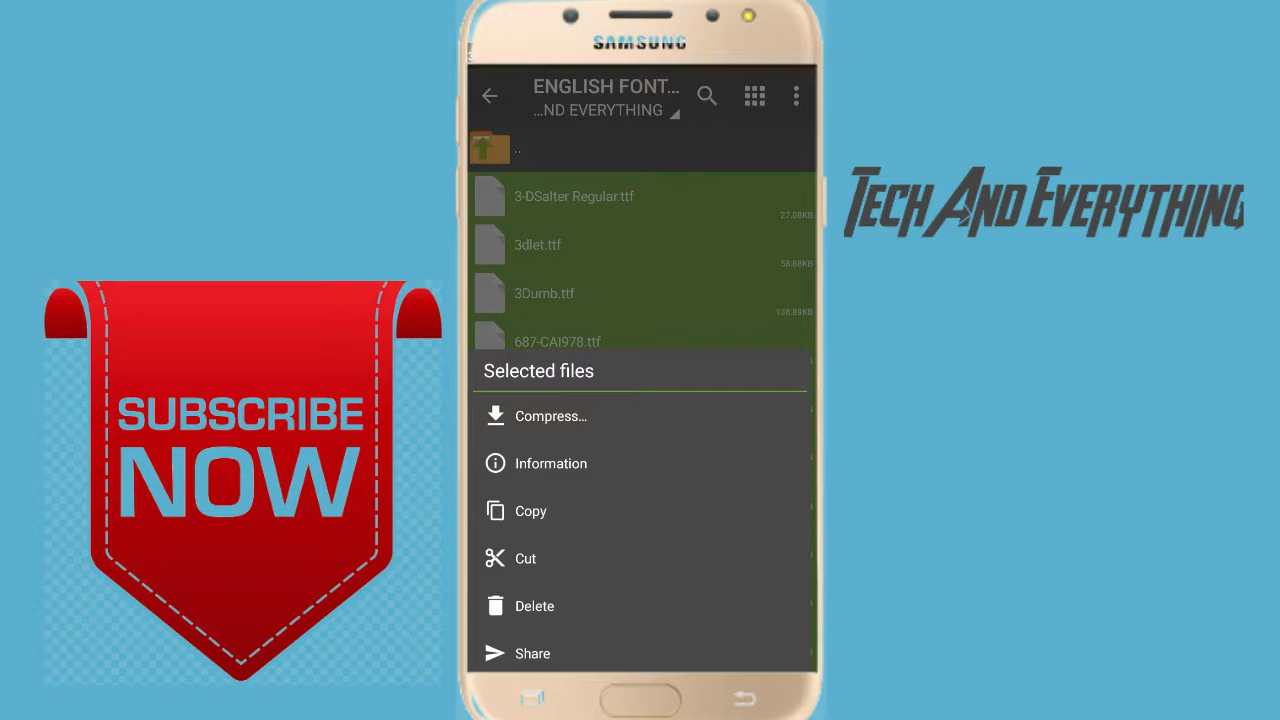 SAMSUNG
ENGLISH FONT...
...ND EVERYTHING
..
3-DSalter Regular.ttf
27.08KB
3dlet.ttf
58.88KB
3Dumb.ttf
138.89KB
687-CAI978.ttf
Selected files
Compress...
Information
Copy
Cut
Delete
Share
SUBSCRIBE
NOW
TECH AND EVERYTHING